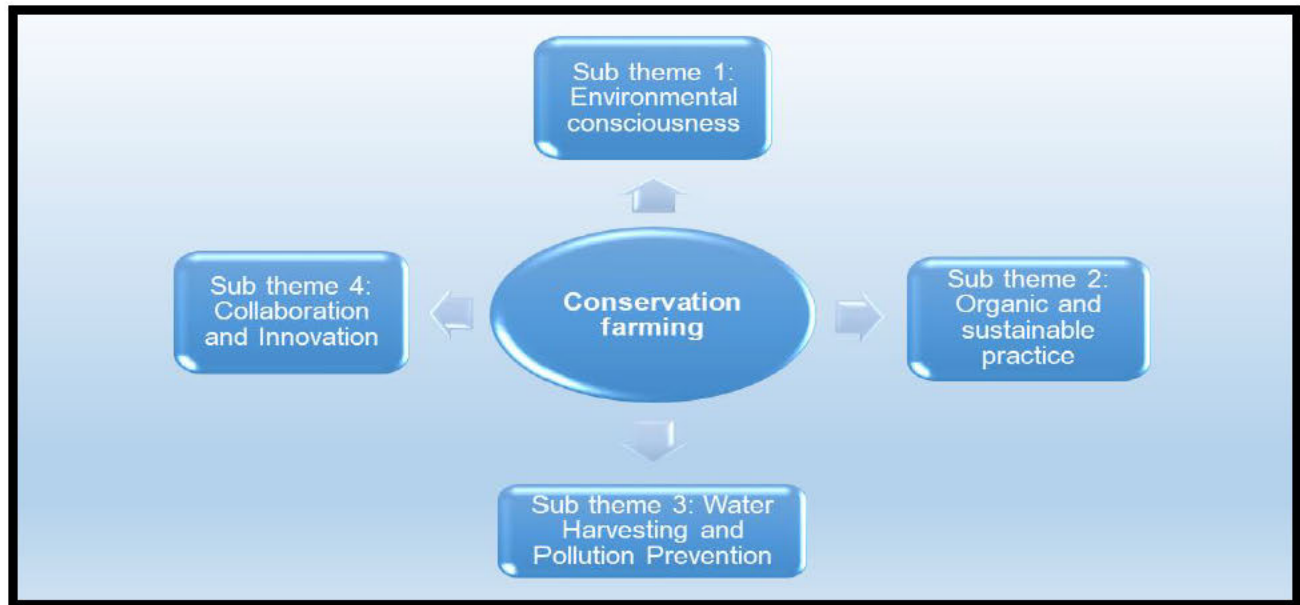 Sub theme 1:
Environmental
consciousness
Sub theme 4:
Collaboration
and Innovation
Conservation
farming
Sub theme 2:
Organic and
sustainable
practice
Sub theme 3: Water
Harvesting and
Pollution Prevention